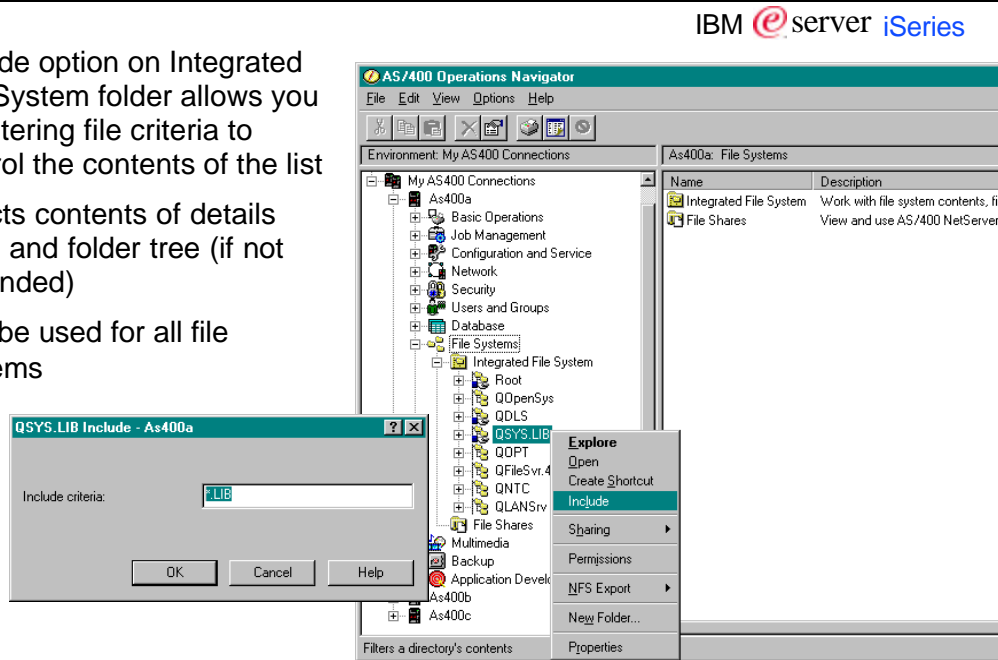 IBM e server iSeries
de option on Integrated
System folder allows you
tering file criteria to
rol the contents of the list
cts contents of details
and folder tree (if not
nded)
be used for all file
ems
AS/400 Operations Navigator
File Edit View Options Help
Environment: My AS400 Connections
As400a: File Systems
My AS400 Connections
As400a
Basic Operations
Job Management
Configuration and Service
Network
Security
Users and Groups
Database
File Systems
Integrated File System
Root
QOpenSys
QDLS
QSYS.LIB
QOPT
QFileSvr.4
QNTC
QLANSrv
File Shares
Multimedia
Backup
Application Develo
As400b
As400c
Name Description
Integrated File System Work with file system contents, fi
File Shares View and use AS/400 NetServer
Explore
Open
Create Shortcut
Include
Sharing
Permissions
NFS Export
New Folder...
Properties
QSYS.LIB Include - As400a
Include criteria: *.LIB
OK Cancel Help
Filters a directory's contents